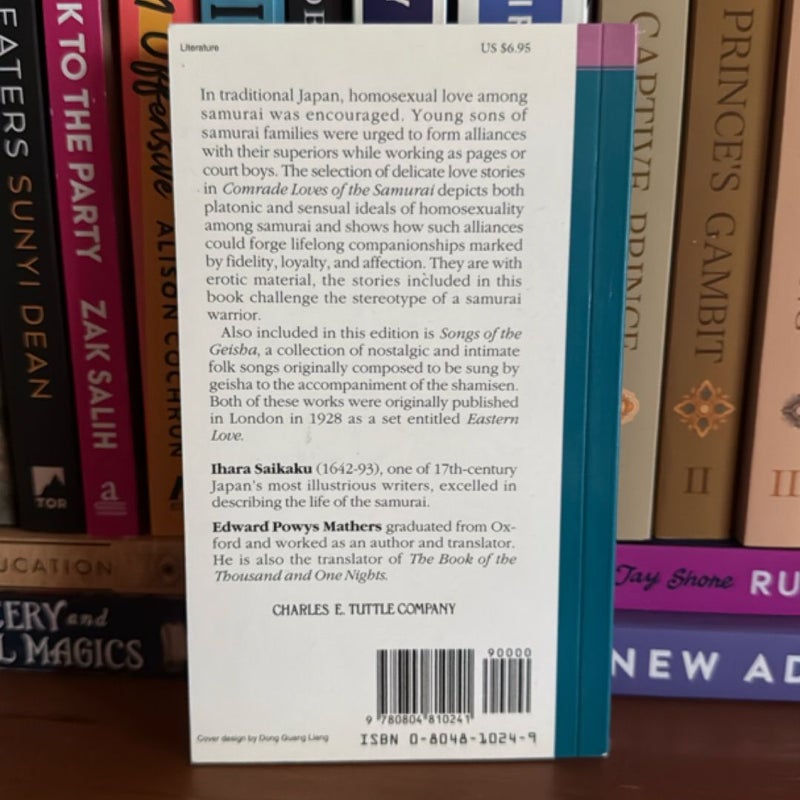 Literature
US $6.95
In traditional Japan, homosexual love among
samurai was encouraged. Young sons of
samurai families were urged to form alliances
with their superiors while working as pages or
court boys. The selection of delicate love stories
in Comrade Loves of the Samurai depicts both
platonic and sensual ideals of homosexuality
among samurai and shows how such alliances
could forge lifelong companionships marked
by fidelity, loyalty, and affection. They are with
erotic material, the stories included in this
book challenge the stereotype of a samurai
warrior.
Also included in this edition is Songs of the
Geisha, a collection of nostalgic and intimate
folk songs originally composed to be sung by
geisha to the accompaniment of the shamisen.
Both of these works were originally published
in London in 1928 as a set entitled Eastern
Love.
Ihara Saikaku (1642-93), one of 17th-century
Japan's most illustrious writers, excelled in
describing the life of the samurai.
Edward Powys Mathers graduated from Ox-
ford and worked as an author and translator.
He is also the translator of The Book of the
Thousand and One Nights.
CHARLES E. TUTTLE COMPANY
90000
9 780804 810241
Cover design by Dong Guang Liang
ISBN 0-8048-1024-9
EATERS SUNYI DEAN
TOR
K TO THE PARTY ZAK SALIH
a
Offensive ALISON COCHRUN
CAPTIVE PRINCE
PRINCE'S GAMBIT
II
UCATION
ERY and
L MAGICS
Jay Shore RU
NEW AD